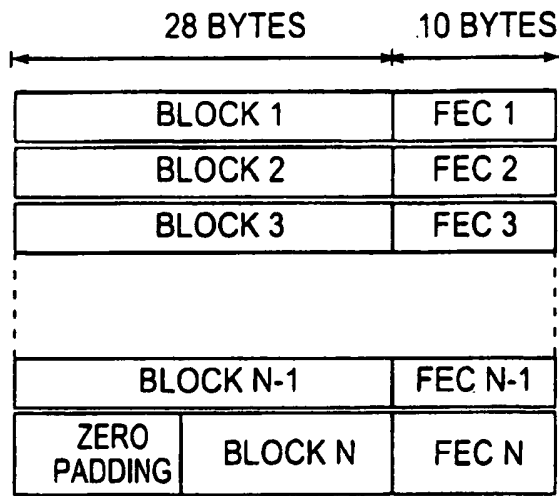 28 BYTES 10 BYTES
BLOCK 1 FEC 1
BLOCK 2 FEC 2
BLOCK 3 FEC 3
BLOCK N-1 FEC N-1
ZERO PADDING BLOCK N FEC N